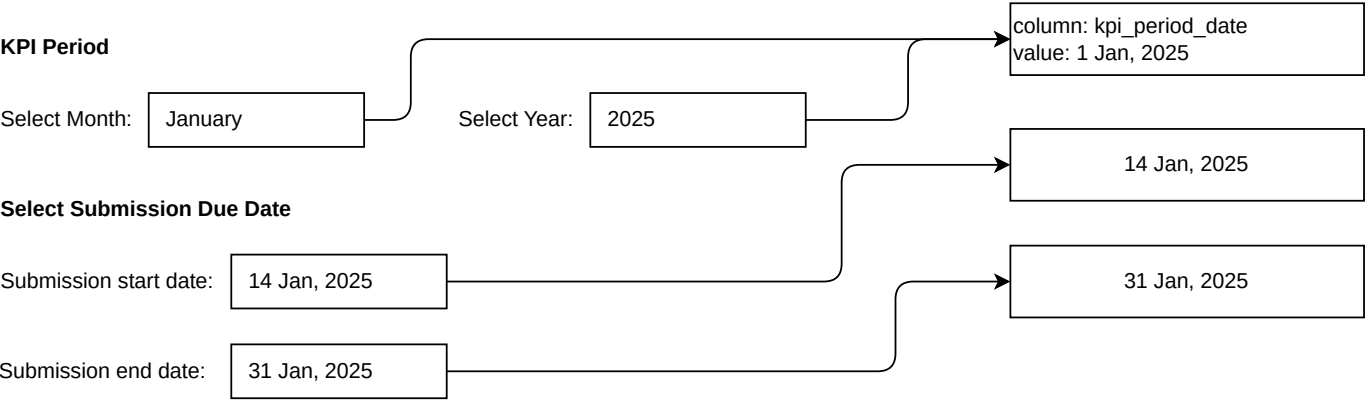 KPI Period
Select Month: January
Select Year: 2025
column: kpi_period_date
value: 1 Jan, 2025
14 Jan, 2025
Select Submission Due Date
Submission start date: 14 Jan, 2025
31 Jan, 2025
Submission end date: 31 Jan, 2025